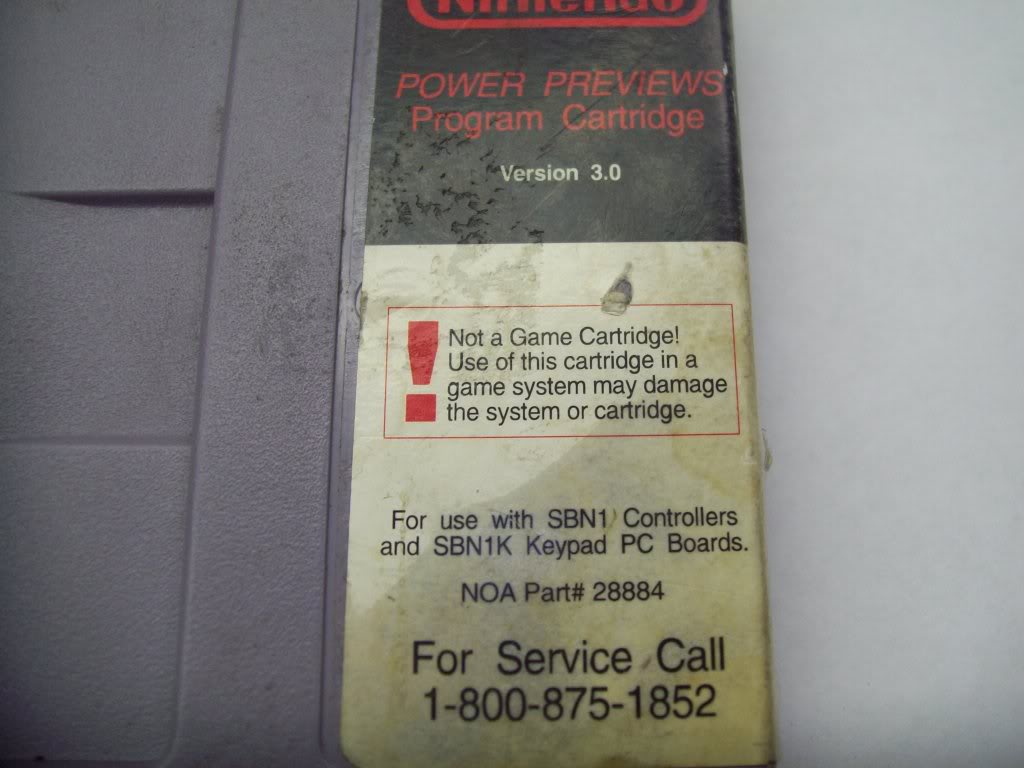 Nintendo
POWER PREVIEWS
Program Cartridge
Version 3.0
Not a Game Cartridge!
Use of this cartridge in a
game system may damage
the system or cartridge.
For use with SBN1 Controllers
and SBN1K Keypad PC Boards.
NOA Part# 28884
For Service Call
1-800-875-1852